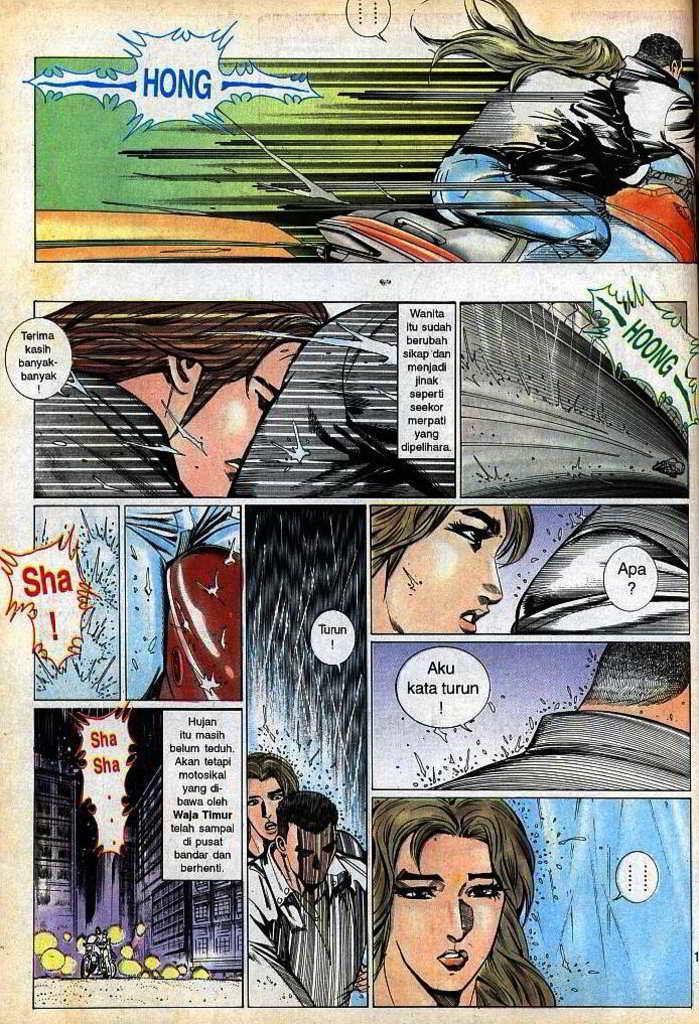 HONG
Terima
kasih
banyak-
banyak
!
Wanita
itu sudah
berubah
sikap dan
menjadi
jinak
seperti
seekor
merpati
yang
dipelihara.
HOONG
Sha
!
Hujan
itu masih
belum teduh.
Akan tetapi
motosikal
yang di-
bawa oleh
Waja Timur
telah sampai
di pusat
bandar dan
berhenti.
Sha
Sha
Turun
!
Apa
?
Aku
kata turun
!